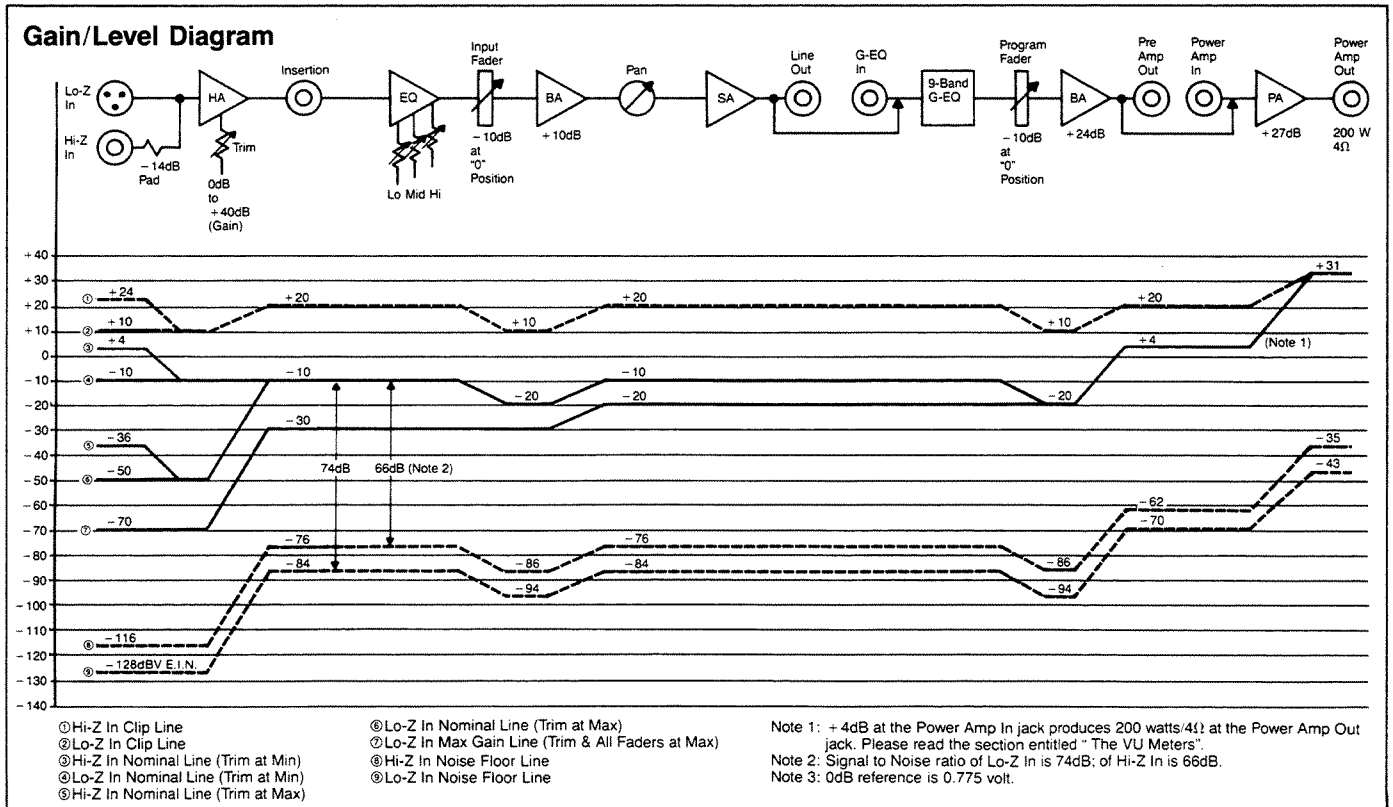 Gain/Level Diagram
Lo-Z
In
Hi-Z
In
-14dB
Pad
HA
Trim
0dB
to
+40dB
(Gain)
Insertion
EQ
Lo Mid Hi
Input
Fader
-10dB
at
"0"
Position
BA
+10dB
Pan
SA
Line
Out
G-EQ
In
9-Band
G-EQ
Program
Fader
-10dB
at
"0"
Position
BA
+24dB
Pre
Amp
Out
Power
Amp
In
PA
+27dB
Power
Amp Out
200 W
4Ω
+40
+30
+20
+10
0
-10
-20
-30
-40
-50
-60
-70
-80
-90
-100
-110
-120
-130
-140
① +24 +20 +20 +20 +31
② +10 +10 +10
③ +4 +4 (Note 1)
④ -10 -10 -10
-20 -20 -20
⑤ -36 -30
74dB 66dB (Note 2)
⑥ -50
⑦ -70
-76 -76 -62 -35
-84 -84 -70 -43
-86 -86
-94 -94
⑧ -116
⑨ -128dBV E.I.N.
①Hi-Z In Clip Line
②Lo-Z In Clip Line
③Hi-Z In Nominal Line (Trim at Min)
④Lo-Z In Nominal Line (Trim at Min)
⑤Hi-Z In Nominal Line (Trim at Max)
⑥Lo-Z In Nominal Line (Trim at Max)
⑦Lo-Z In Max Gain Line (Trim & All Faders at Max)
⑧Hi-Z In Noise Floor Line
⑨Lo-Z In Noise Floor Line
Note 1: +4dB at the Power Amp In jack produces 200 watts/4Ω at the Power Amp Out
jack. Please read the section entitled "The VU Meters".
Note 2: Signal to Noise ratio of Lo-Z In is 74dB; of Hi-Z In is 66dB.
Note 3: 0dB reference is 0.775 volt.